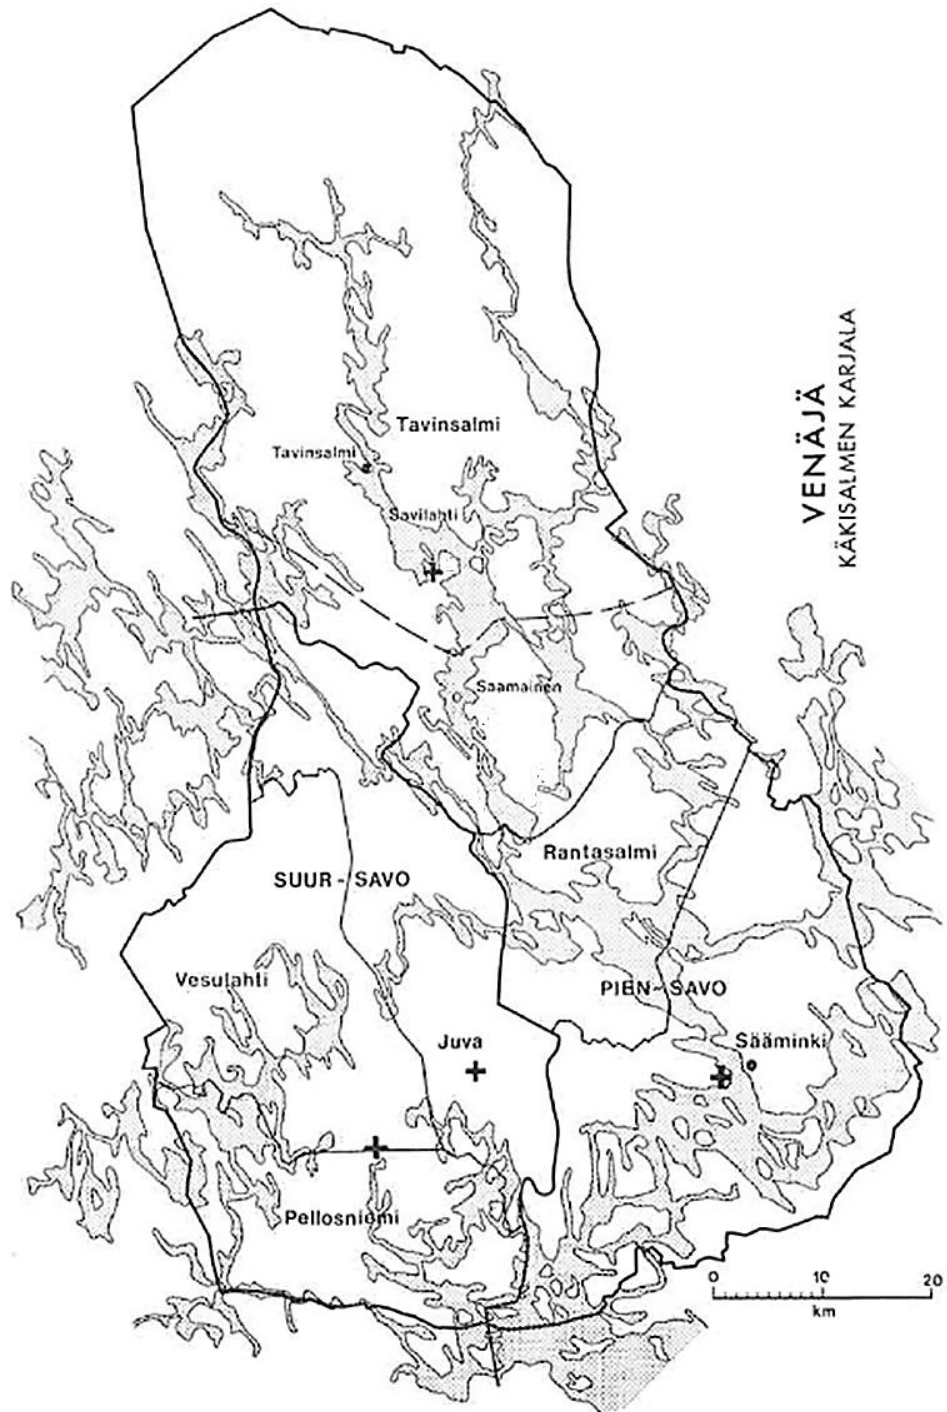 Tavinsalmi
Tavinsalmi
Savilahti
VENÄJÄ
KÄKISALMEN KARJALA
Saamainen
Rantasalmi
SUUR-SAVO
Vesulahti
PIEN-SAVO
Juva
Sääminki
Pellosniemi
0 10 20
km